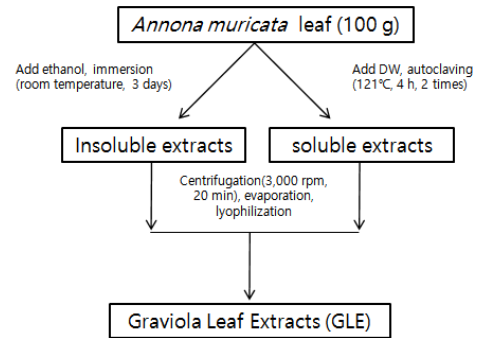 Annona muricata leaf (100 g)
Add ethanol, immersion
(room temperature, 3 days)
Add DW, autoclaving
(121℃, 4 h, 2 times)
Insoluble extracts
soluble extracts
Centrifugation(3,000 rpm,
20 min), evaporation,
lyophilization
Graviola Leaf Extracts (GLE)